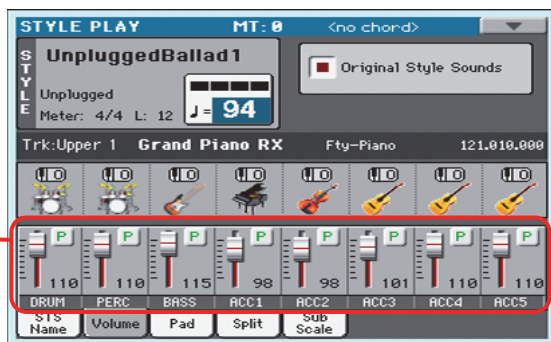 STYLE PLAY MT: 0 <no chord>
STYLE
UnpluggedBallad1
Original Style Sounds
Unplugged
Meter: 4/4 L: 12 ♩= 94
Trk:Upper 1 Grand Piano RX Fty-Piano 121.010.000
P P P P P P P P
110 110 115 98 98 101 110 110
DRUM PERC BASS ACC1 ACC2 ACC3 ACC4 ACC5
STS Name Volume Pad Split Sub Scale